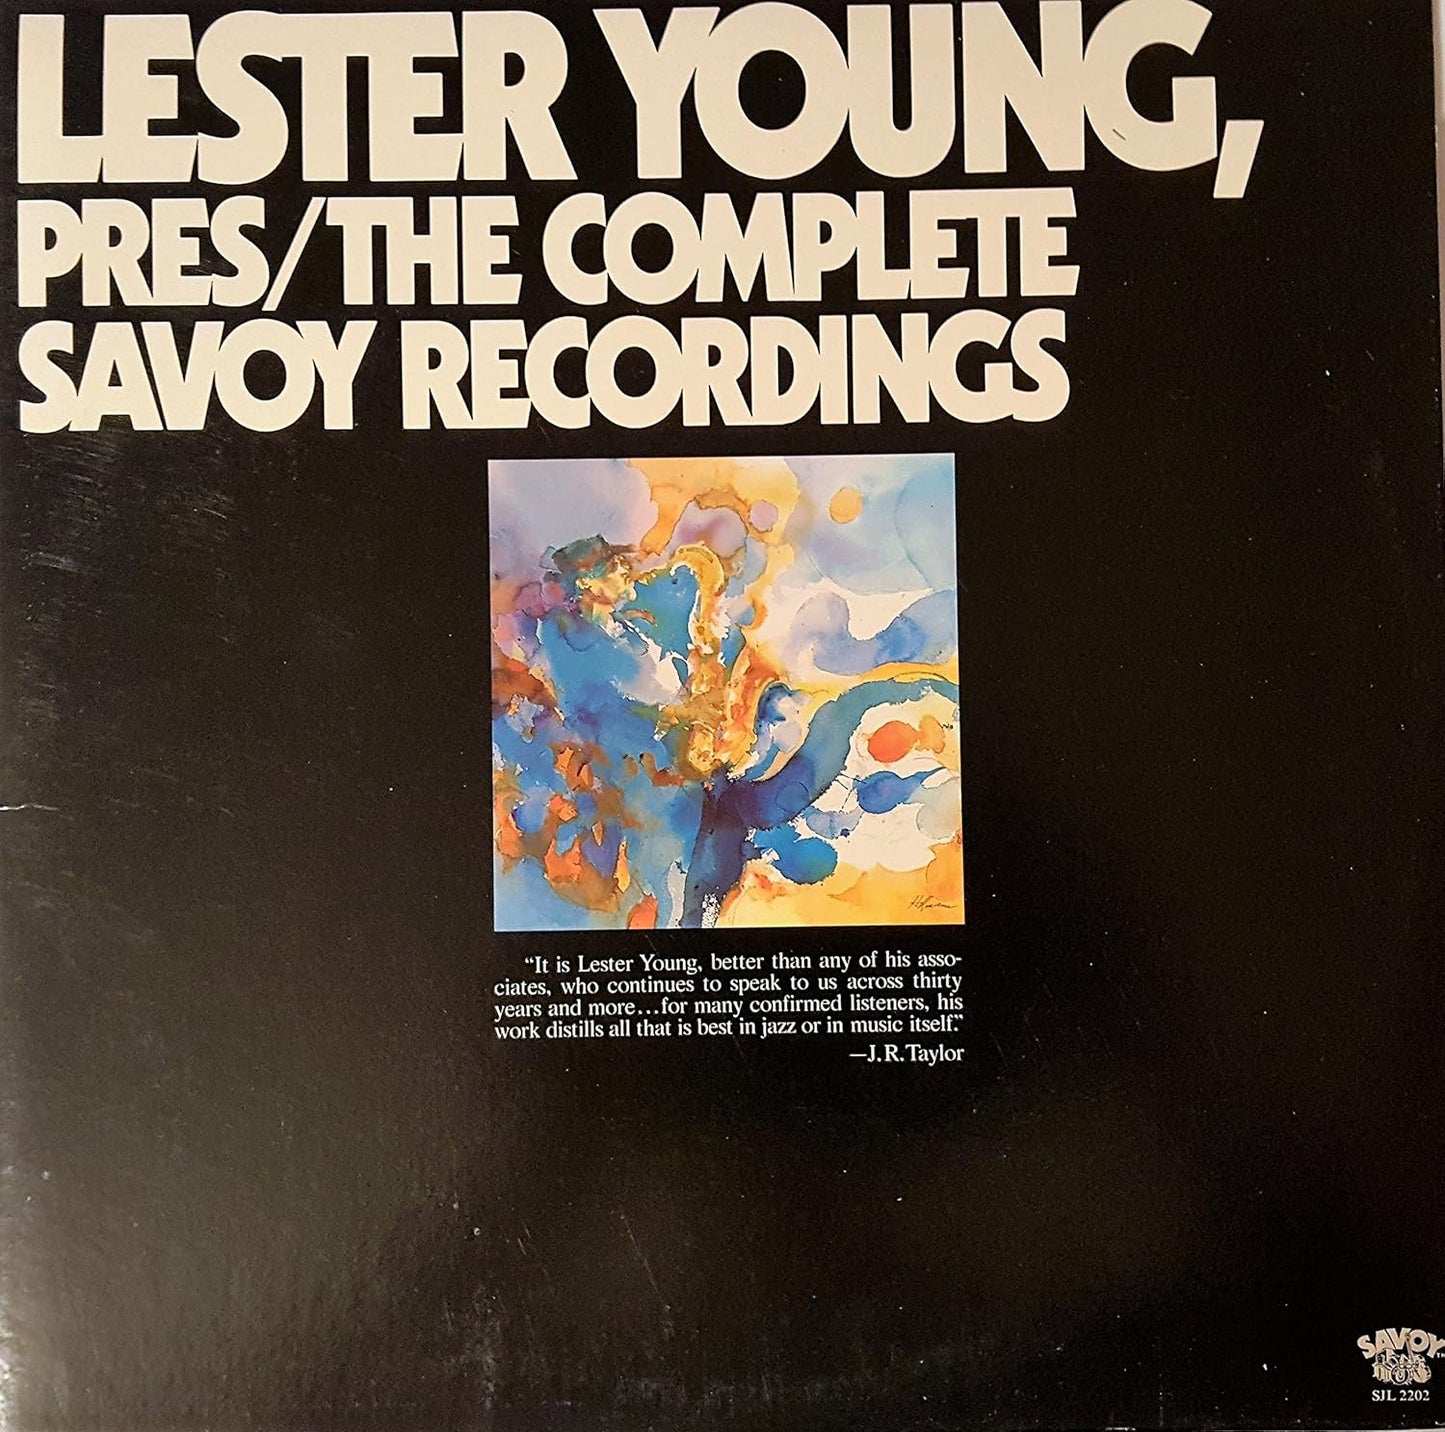 LESTER YOUNG,
PRES/THE COMPLETE
SAVOY RECORDINGS
“It is Lester Young, better than any of his asso-
ciates, who continues to speak to us across thirty
years and more...for many confirmed listeners, his
work distills all that is best in jazz or in music itself.”
—J.R.Taylor
SAVOY
SJL 2202